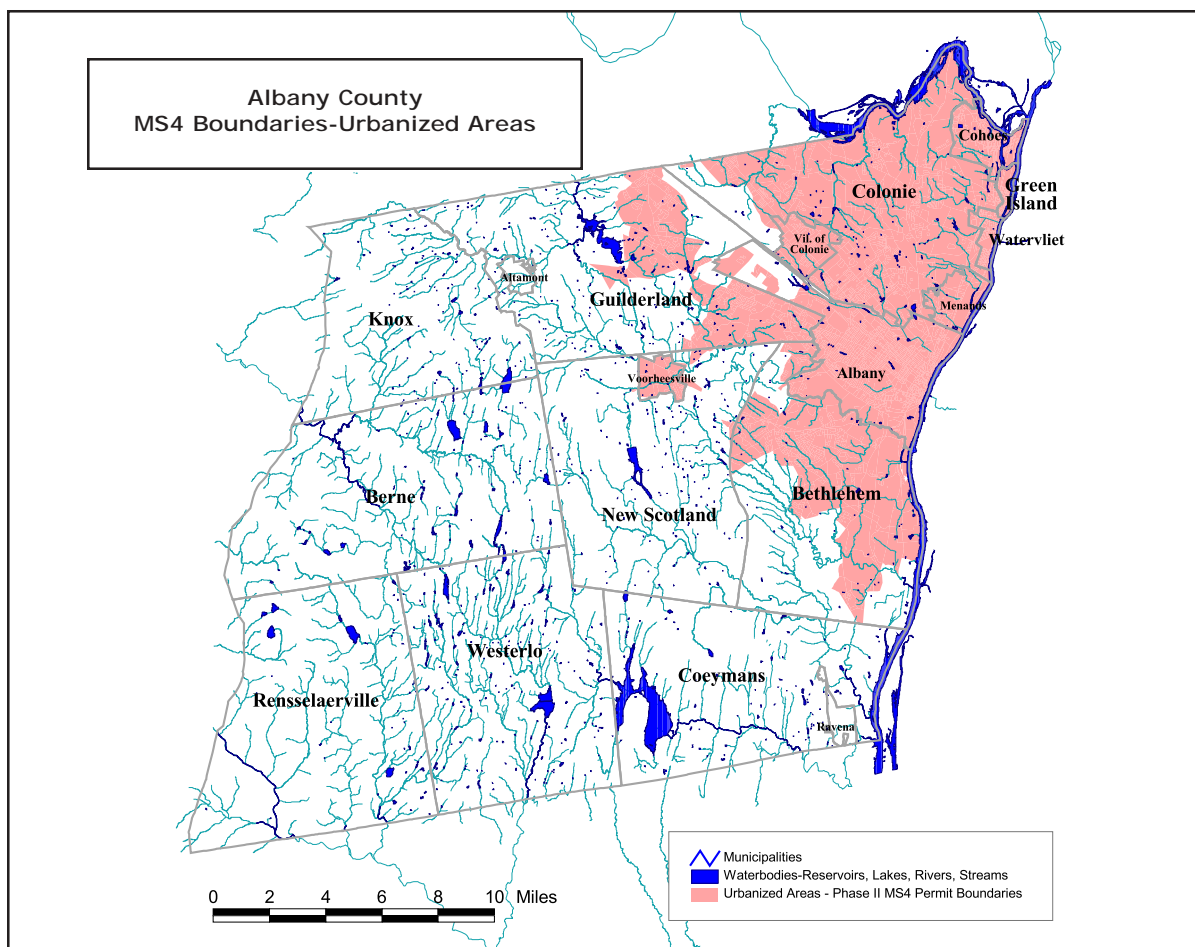 Albany County
MS4 Boundaries-Urbanized Areas
Cohoes
Colonie
Green
Island
Vil. of
Colonie
Watervliet
Altamont
Guilderland
Menands
Knox
Voorheesville
Albany
Berne
New Scotland
Bethlehem
Westerlo
Coeymans
Rensselaerville
Ravena
Municipalities
Waterbodies-Reservoirs, Lakes, Rivers, Streams
Urbanized Areas - Phase II MS4 Permit Boundaries
0 2 4 6 8 10 Miles